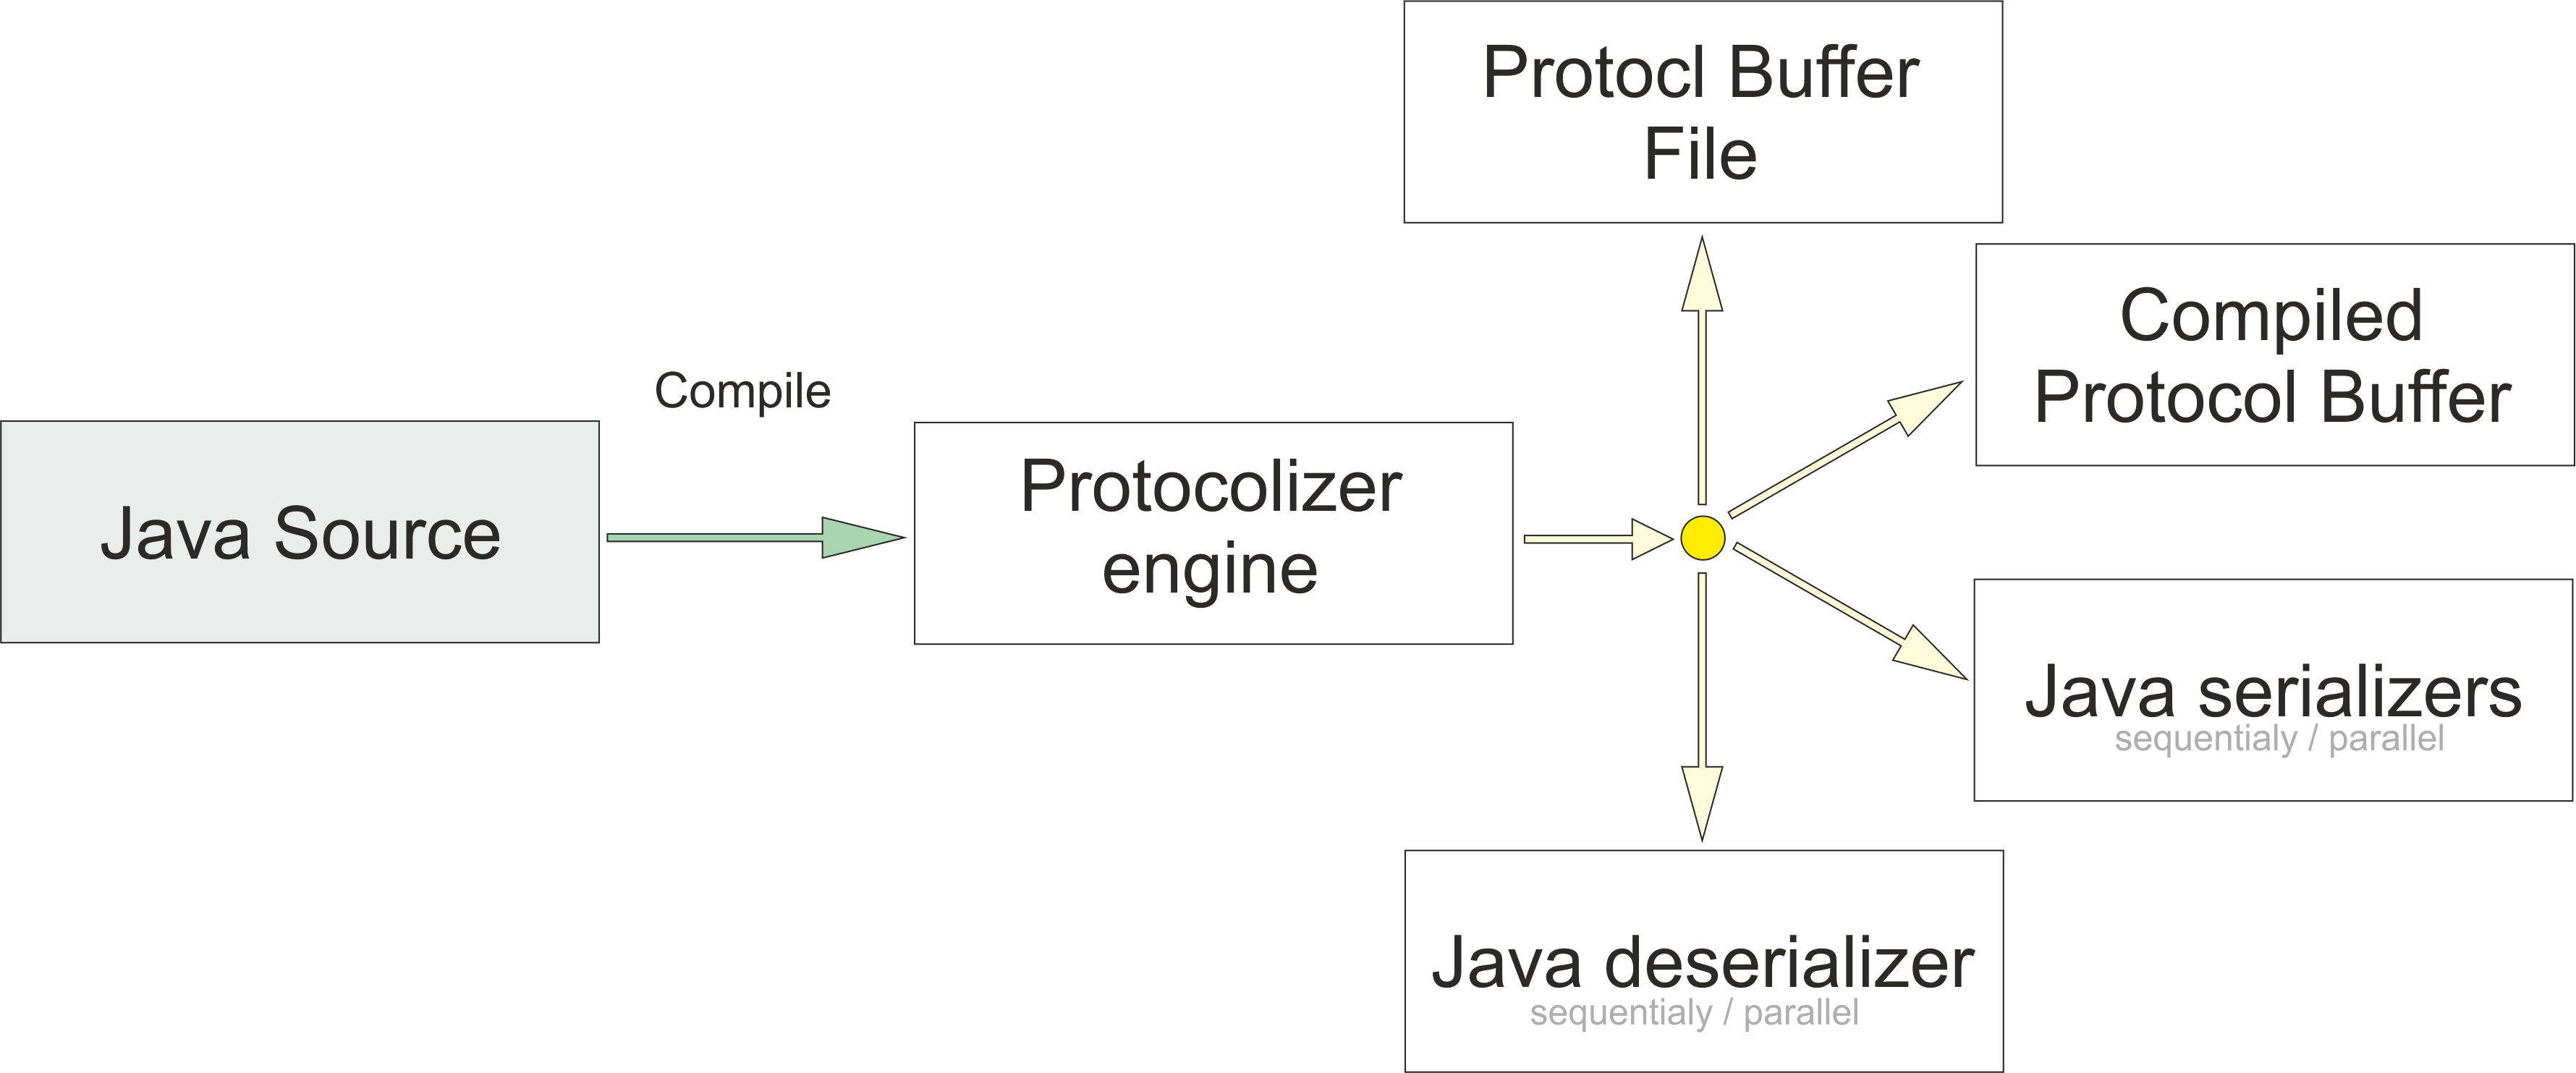 Protocl Buffer
File
Compiled
Protocol Buffer
Compile
Java Source
Protocolizer
engine
Java serializers
sequentialy / parallel
Java deserializer
sequentialy / parallel